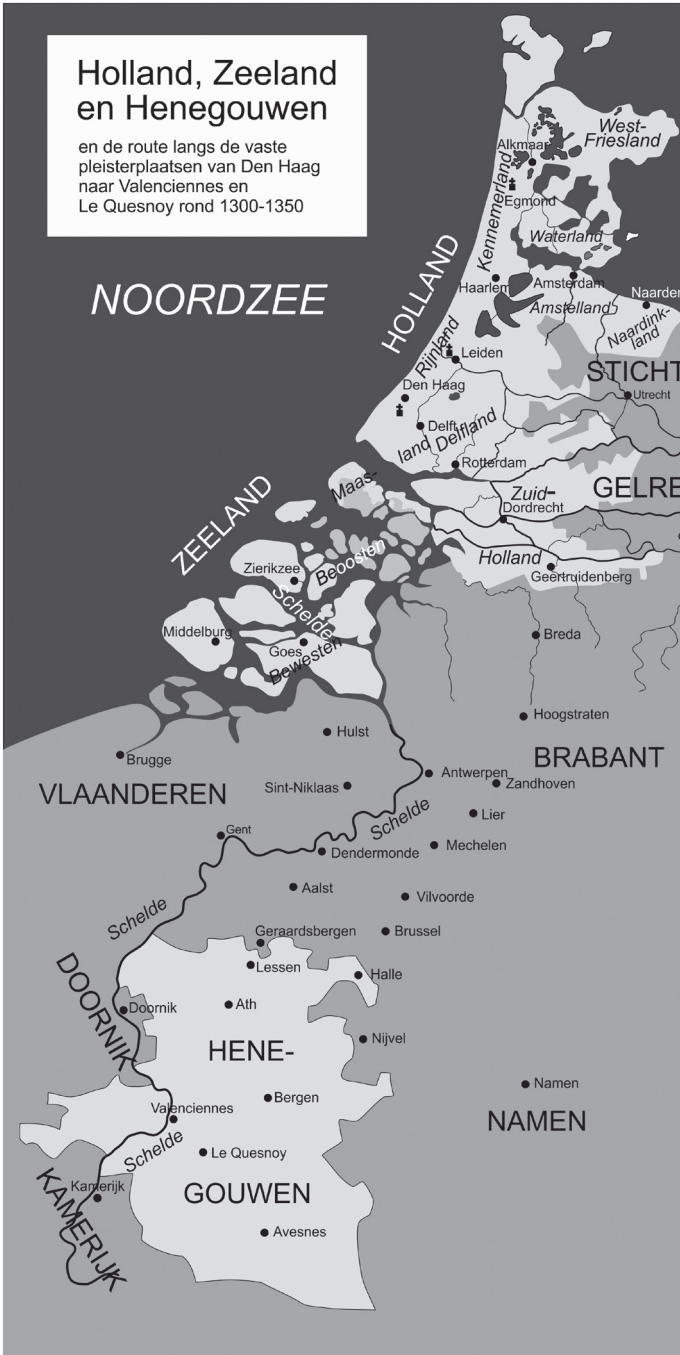 Holland, Zeeland
en Henegouwen
en de route langs de vaste
pleisterplaatsen van Den Haag
naar Valenciennes en
Le Quesnoy rond 1300-1350
West-
Friesland
Alkmaar
Egmond
Kennemerland
Waterland
NOORDZEE
HOLLAND
Haarlem
Amsterdam
Naarden
Amstelland
Naardink-
land
Rijnland
Leiden
STICHT
Den Haag
Utrecht
Delft
Delfland
Maas-
land
Rotterdam
GELRE
Zuid-
Dordrecht
ZEELAND
Holland
Geertruidenberg
Zierikzee
Beoosten
Schelde
Bewesten
Middelburg
Goes
Breda
Hoogstraten
Hulst
Brugge
BRABANT
Antwerpen
Zandhoven
VLAANDEREN
Sint-Niklaas
Schelde
Lier
Gent
Mechelen
Dendermonde
Aalst
Vilvoorde
Schelde
Geraardsbergen
Brussel
Lessen
Halle
DOORNIK
Doornik
Ath
Nijvel
HENE-
Namen
Bergen
Valenciennes
NAMEN
Schelde
Le Quesnoy
KAMERIJK
Kamerijk
GOUWEN
Avesnes